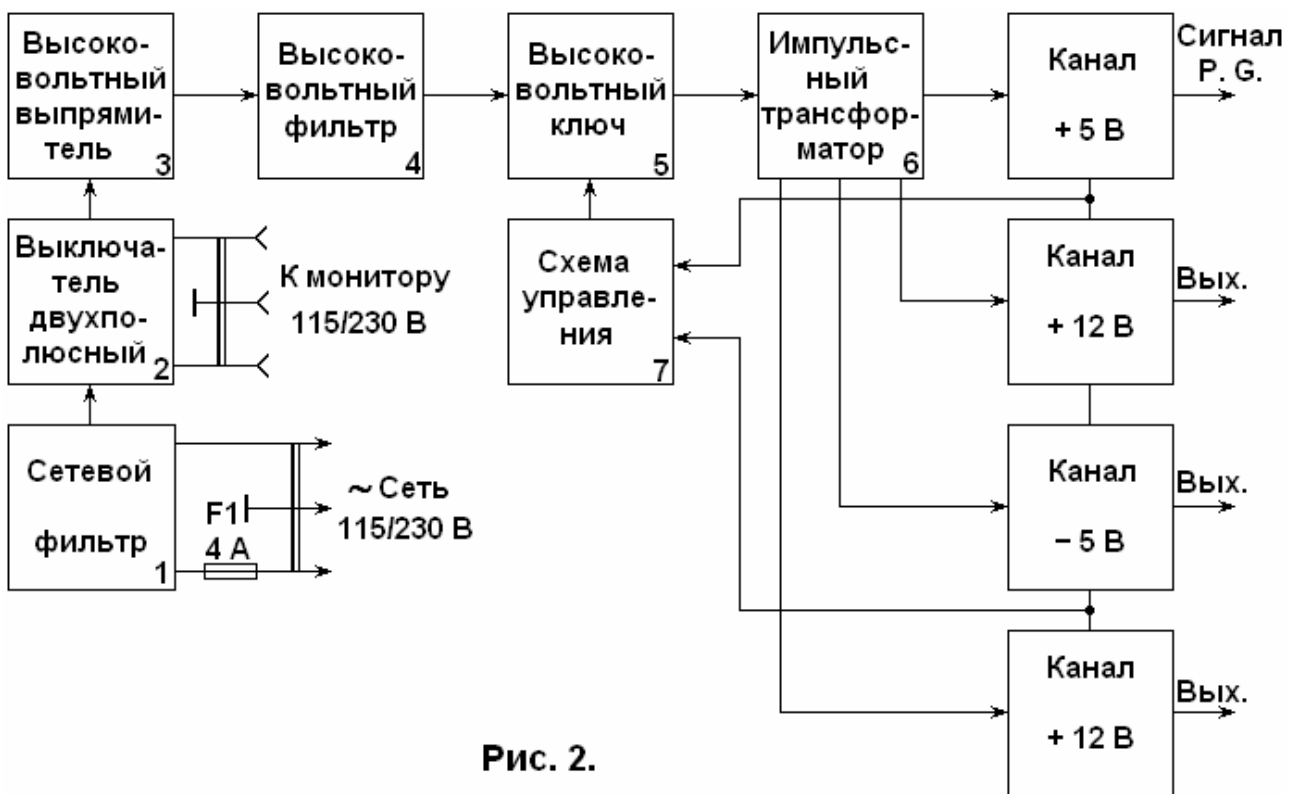 Высоко-
вольтный
выпрями-
тель
3
Высоко-
вольтный
фильтр
4
Высоко-
вольтный
ключ
5
Импульс-
ный
трансфор-
матор
6
Канал
+ 5 В
Сигнал
P. G.
Выключа-
тель
двухпо-
люсный
2
К монитору
115/230 В
Схема
управле-
ния
7
Канал
+ 12 В
Вых.
Сетевой
фильтр
1
F1
4 А
~ Сеть
115/230 В
Канал
− 5 В
Вых.
Канал
+ 12 В
Вых.
Рис. 2.